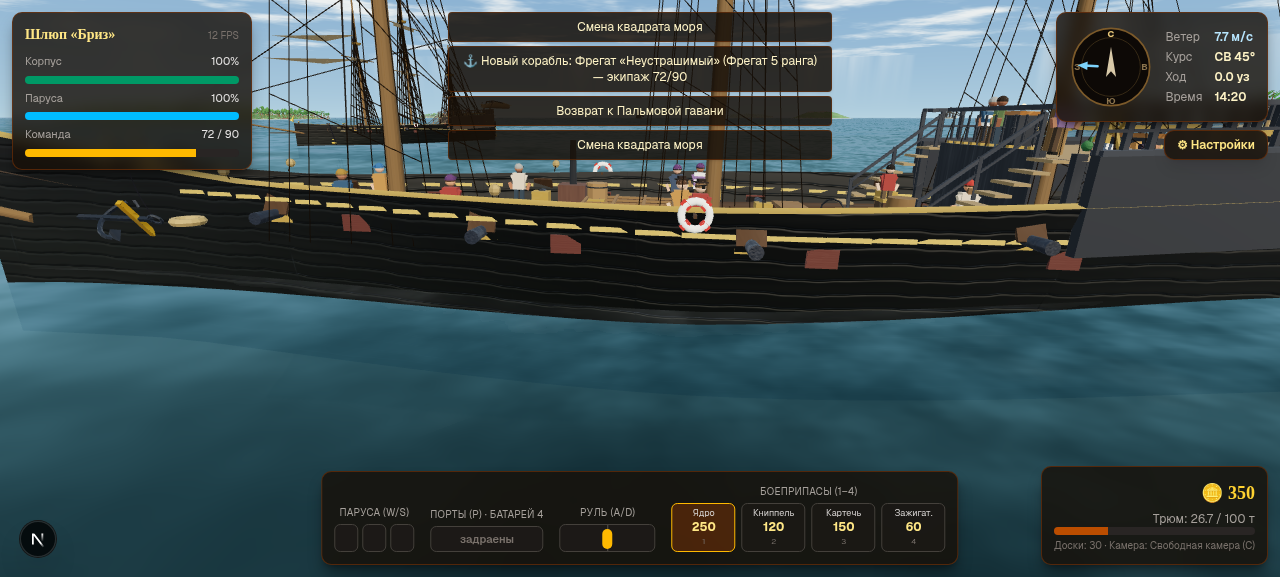 Шлюп «Бриз» 12 FPS
Корпус 100%
Паруса 100%
Команда 72 / 90
Смена квадрата моря
⚓ Новый корабль: Фрегат «Неустрашимый» (Фрегат 5 ранга)
— экипаж 72/90
Возврат к Пальмовой гавани
Смена квадрата моря
С
З
В
Ю
Ветер 7.7 м/с
Курс СВ 45°
Ход 0.0 уз
Время 14:20
⚙ Настройки
ПАРУСА (W/S)
ПОРТЫ (P) · БАТАРЕЙ 4
задраены
РУЛЬ (A/D)
БОЕПРИПАСЫ (1–4)
Ядро
250
1
Книппель
120
2
Картечь
150
3
Зажигат.
60
4
350
Трюм: 26.7 / 100 т
Доски: 30 · Камера: Свободная камера (C)
N